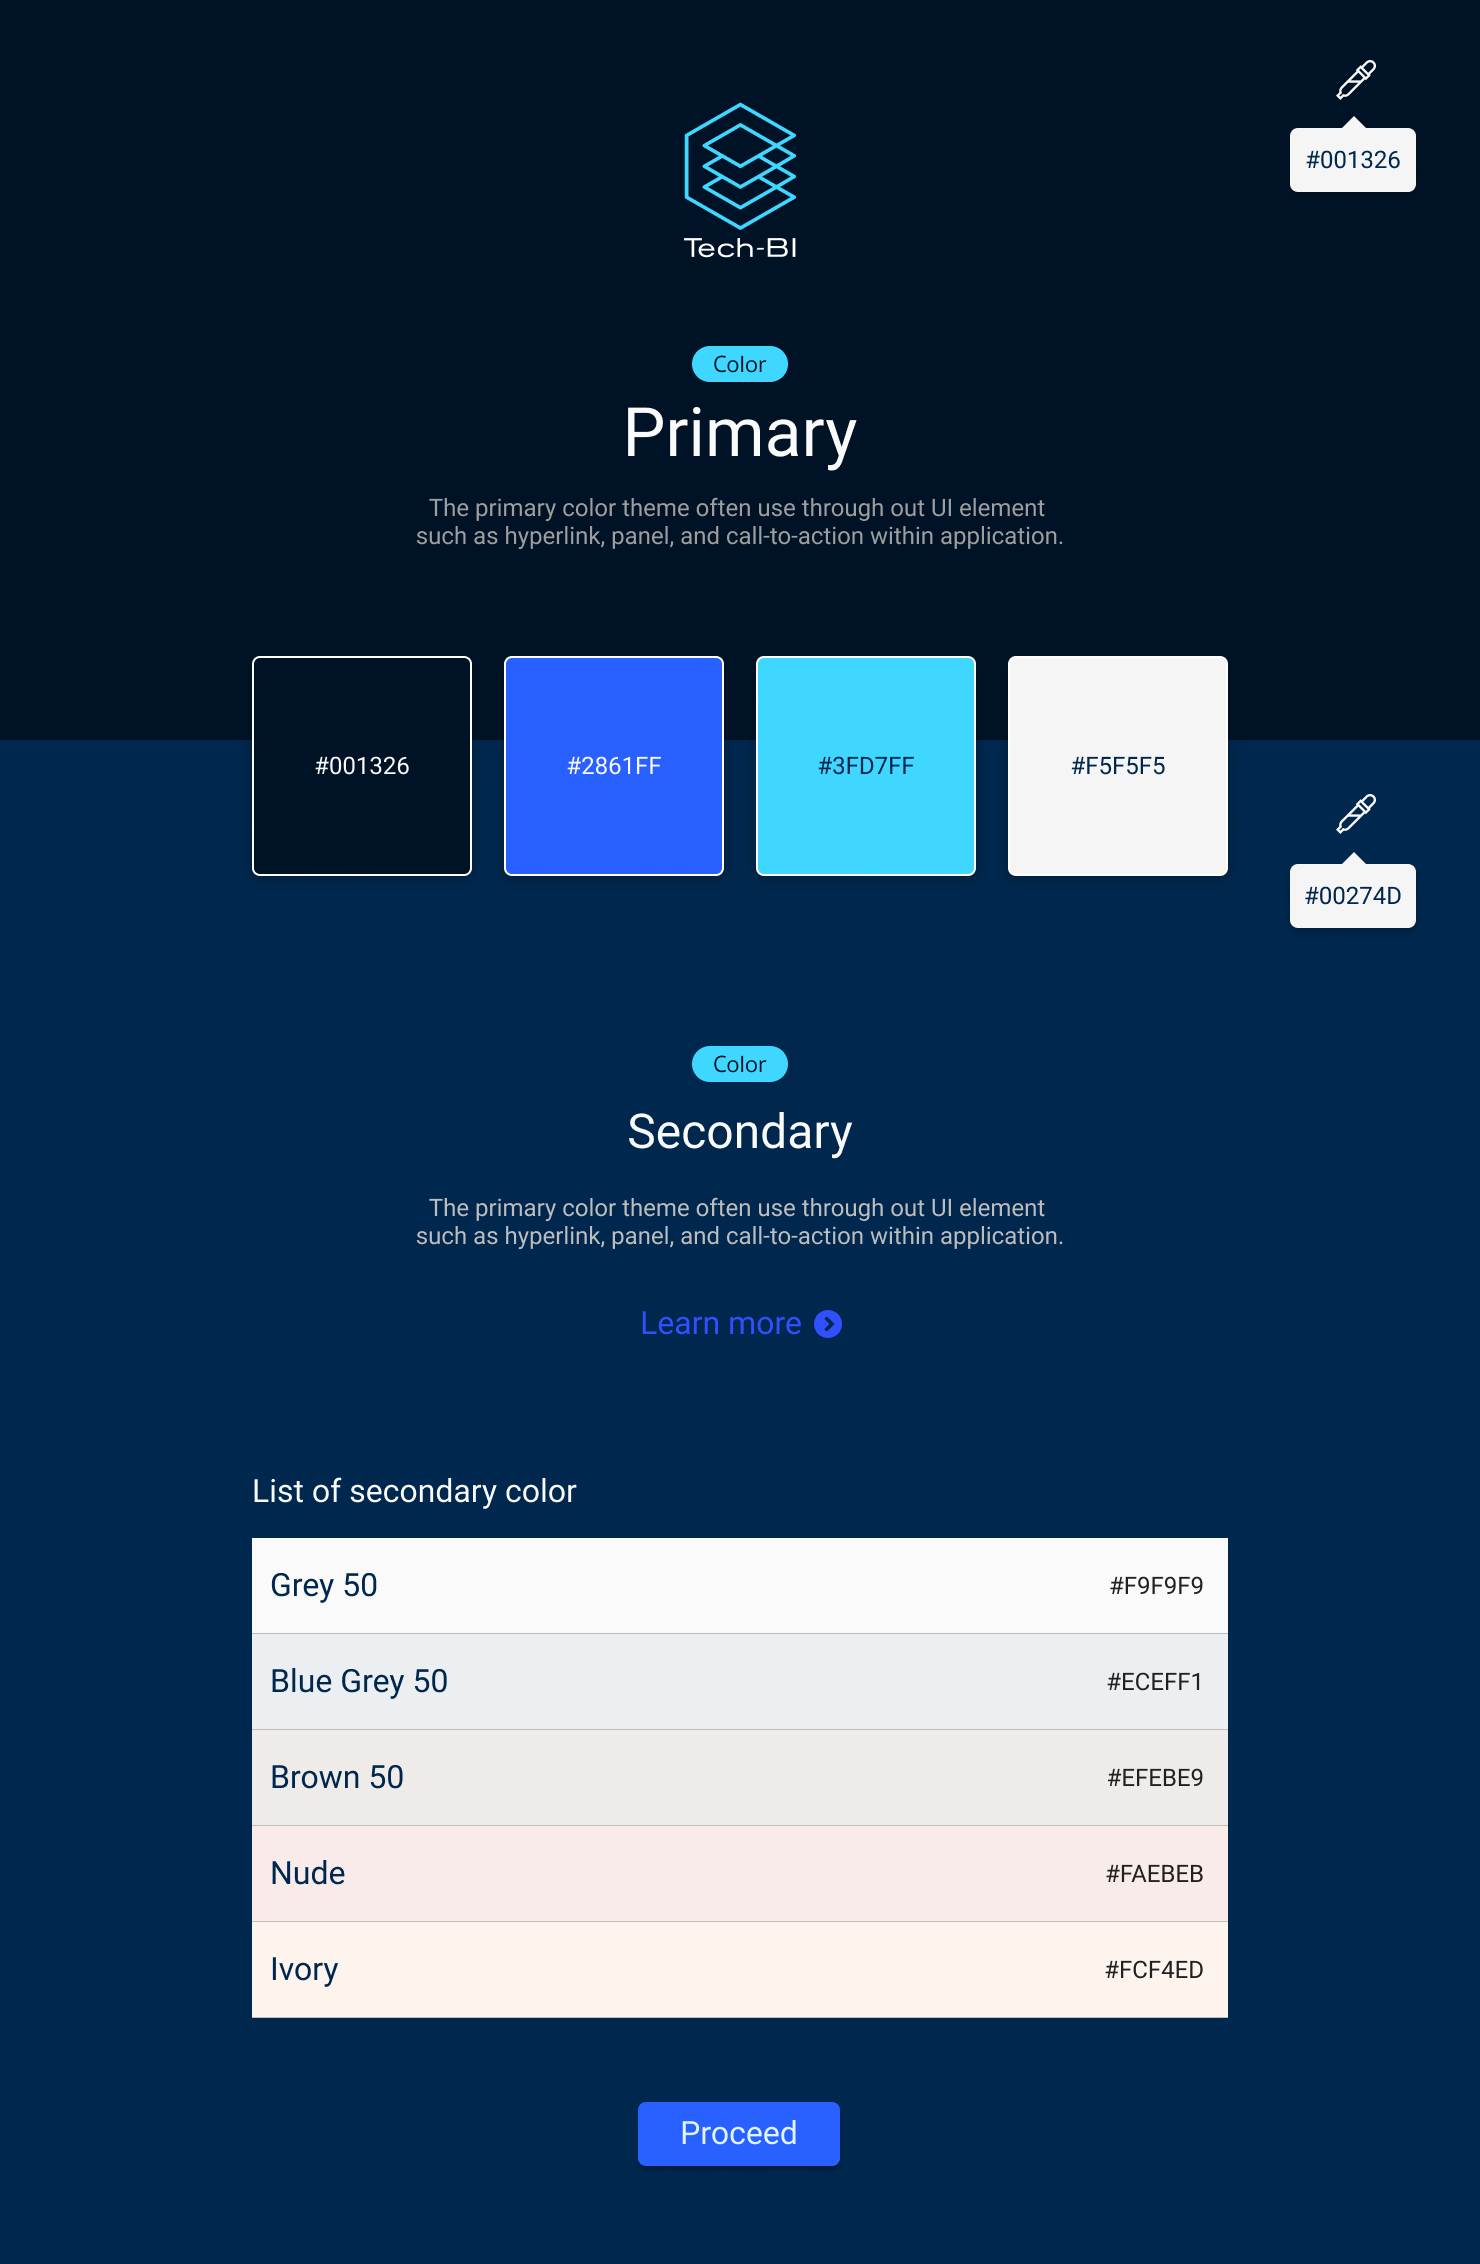 #001326
Tech-BI
Color
Primary
The primary color theme often use through out UI element
such as hyperlink, panel, and call-to-action within application.
#001326
#2861FF
#3FD7FF
#F5F5F5
#00274D
Color
Secondary
The primary color theme often use through out UI element
such as hyperlink, panel, and call-to-action within application.
Learn more
List of secondary color
Grey 50 #F9F9F9
Blue Grey 50 #ECEFF1
Brown 50 #EFEBE9
Nude #FAEBEB
Ivory #FCF4ED
Proceed